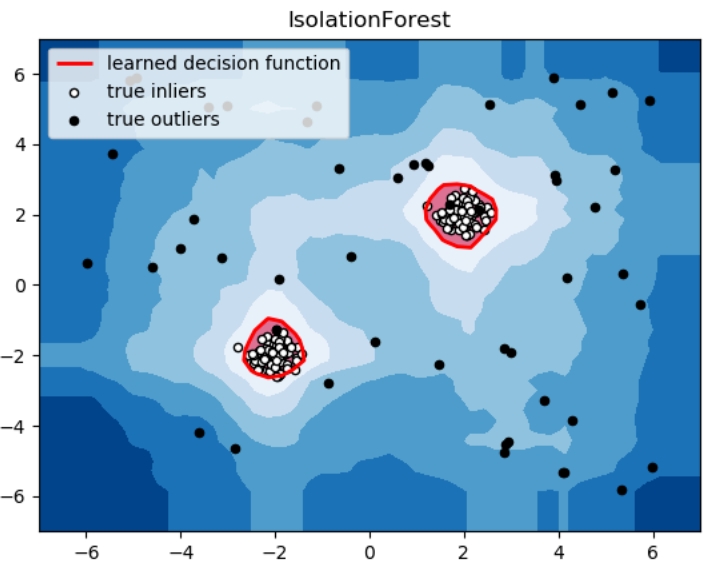 IsolationForest
learned decision function
true inliers
true outliers
6
4
2
0
−2
−4
−6
−6 −4 −2 0 2 4 6